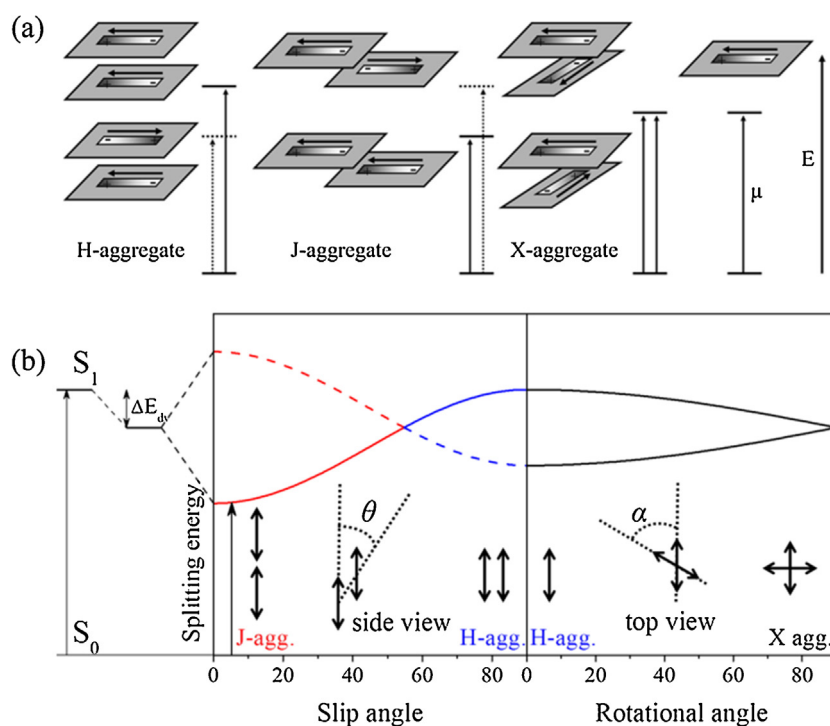 (a)
H-aggregate
J-aggregate
X-aggregate
μ
E
(b)
S1
ΔEdv
S0
Splitting energy
θ
α
side view
top view
J-agg.
H-agg.
H-agg.
X agg.
0 20 40 60 80 0 20 40 60 80
Slip angle
Rotational angle